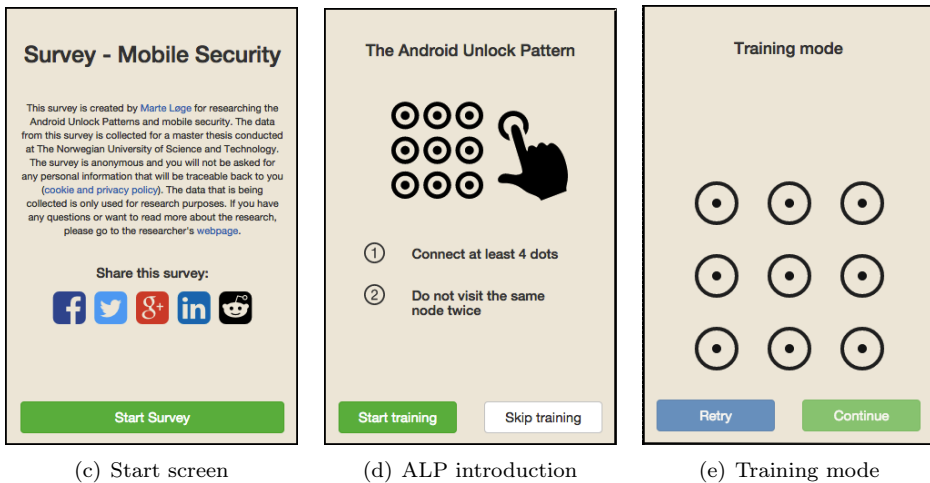 Survey - Mobile Security
This survey is created by Marte Løge for researching the
Android Unlock Patterns and mobile security. The data
from this survey is collected for a master thesis conducted
at The Norwegian University of Science and Technology.
The survey is anonymous and you will not be asked for
any personal information that will be traceable back to you
(cookie and privacy policy). The data that is being
collected is only used for research purposes. If you have
any questions or want to read more about the research,
please go to the researcher's webpage.
Share this survey:
f
g+
in
Start Survey
(c) Start screen
The Android Unlock Pattern
1 Connect at least 4 dots
2 Do not visit the same
node twice
Start training Skip training
(d) ALP introduction
Training mode
Retry Continue
(e) Training mode